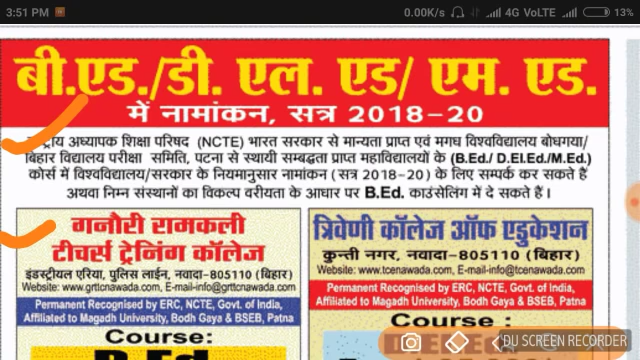 3:51 PM
0.00K/s 4G VoLTE 13%
बी.एड./डी. एल. एड/ एम. एड.
में नामांकन, सत्र 2018-20
राष्ट्रीय अध्यापक शिक्षा परिषद (NCTE) भारत सरकार से मान्यता प्राप्त एवं मगध विश्वविद्यालय बोधगया/
बिहार विद्यालय परीक्षा समिति, पटना से स्थायी सम्बद्धता प्राप्त महाविद्यालयों के (B.Ed./ D.El.Ed./M.Ed.)
कोर्स में विश्वविद्यालय/सरकार के नियमानुसार नामांकन (सत्र 2018-20) के लिए सम्पर्क कर सकते हैं
अथवा निम्न संस्थानों का विकल्प वरीयता के आधार पर B.Ed. काउंसेलिंग में दे सकते हैं।
गनौरी रामकली
टीचर्स ट्रेनिंग कॉलेज
इंडस्ट्रीयल एरिया, पुलिस लाईन, नवादा-805110 (बिहार)
Website: www.grttcnawada.com, E-mail-info@grttcnawada.com
Permanent Recognised by ERC, NCTE, Govt. of India,
Affiliated to Magadh University, Bodh Gaya & BSEB, Patna
Course:
B.Ed
त्रिवेणी कॉलेज ऑफ एडुकेशन
कुन्ती नगर, नवादा-805110 (बिहार)
Website: www.tcenawada.com, E-mail-info@tcenawada.com
Permanent Recognised by ERC, NCTE, Govt. of India,
Affiliated to Magadh University, Bodh Gaya & BSEB, Patna
Course :
DU SCREEN RECORDER